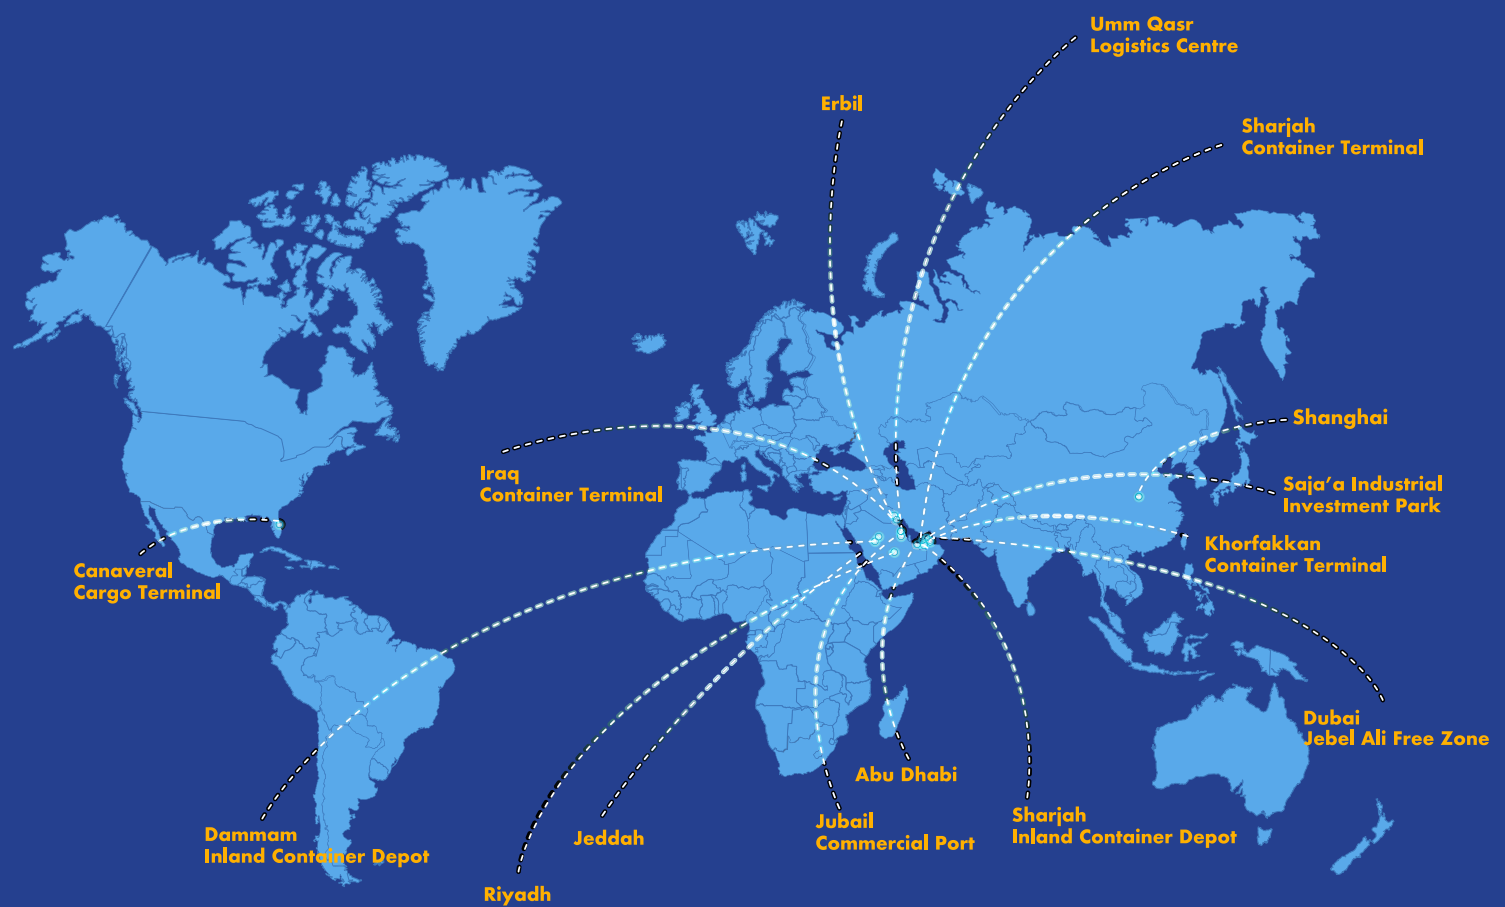 Umm Qasr
Logistics Centre
Erbil
Sharjah
Container Terminal
Shanghai
Iraq
Container Terminal
Saja’a Industrial
Investment Park
Khorfakkan
Container Terminal
Canaveral
Cargo Terminal
Dubai
Jebel Ali Free Zone
Abu Dhabi
Sharjah
Inland Container Depot
Jubail
Commercial Port
Dammam
Inland Container Depot
Jeddah
Riyadh